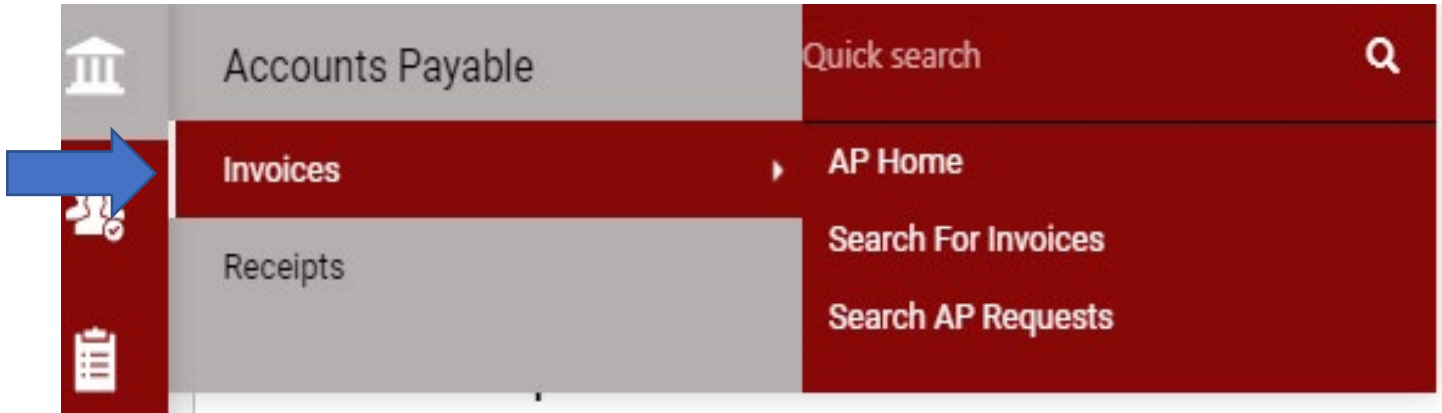 Accounts Payable
Quick search
Invoices
AP Home
Search For Invoices
Receipts
Search AP Requests